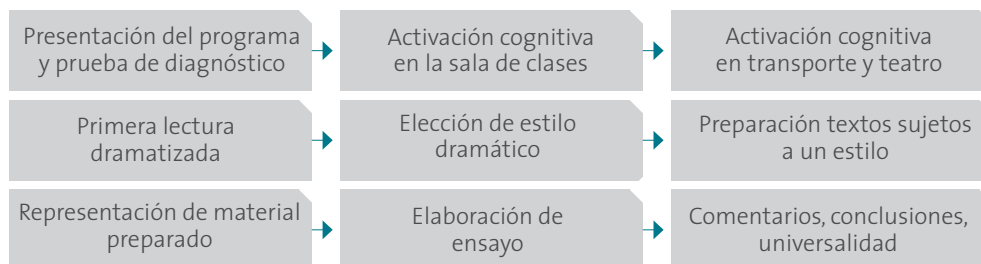 Presentación del programa
y prueba de diagnóstico
Activación cognitiva
en la sala de clases
Activación cognitiva
en transporte y teatro
Primera lectura
dramatizada
Elección de estilo
dramático
Preparación textos sujetos
a un estilo
Representación de material
preparado
Elaboración de
ensayo
Comentarios, conclusiones,
universalidad